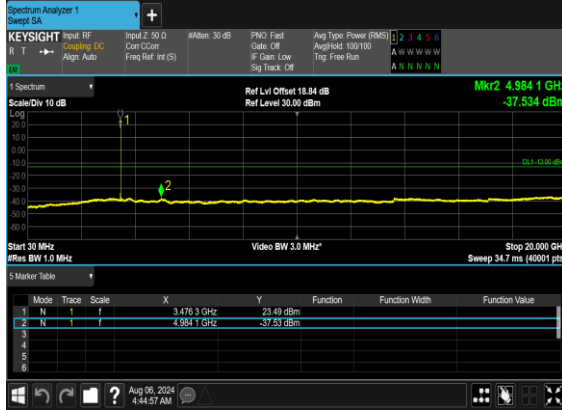 Spectrum Analyzer 1
Swept SA
+
KEYSIGHT Input: RF Input Z: 50 Ω #Atten: 30 dB PNO: Fast Avg Type: Power (RMS) 1 2 3 4 5 6
R T Coupling: DC Corr CCorr Gate: Off Avg|Hold: 100/100 A W W W W W
Align: Auto Freq Ref: Int (S) IF Gain: Low Trig: Free Run
Sig Track: Off A N N N N N
1 Spectrum
Ref Lvl Offset 18.84 dB Mkr2 4.984 1 GHz
Scale/Div 10 dB Ref Level 30.00 dBm -37.534 dBm
Log
20.0
1
10.0
0.00
-10.0
DL1 -13.00 dBm
-20.0
-30.0
2
-40.0
-50.0
-60.0
Start 30 MHz Video BW 3.0 MHz* Stop 20.000 GH
#Res BW 1.0 MHz Sweep 34.7 ms (40001 pts
5 Marker Table
Mode Trace Scale X Y Function Function Width Function Value
1 N 1 f 3.476 3 GHz 23.49 dBm
2 N 1 f 4.984 1 GHz -37.53 dBm
3
4
5
6
? Aug 06, 2024
4:44:57 AM